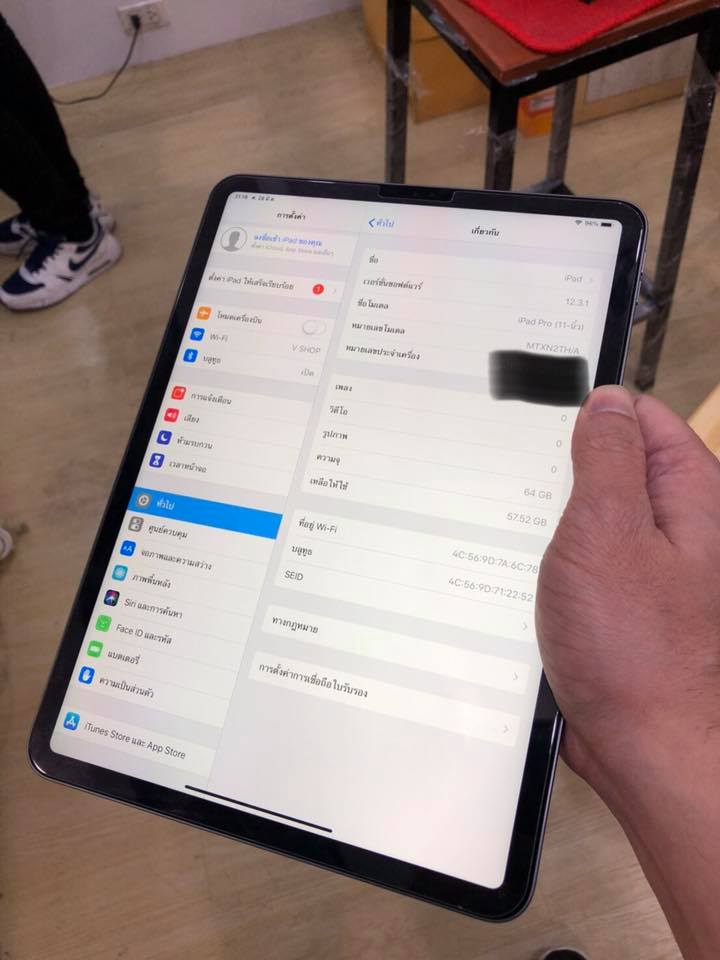 21:16 ศ. 28 มิ.ย.
96%
การตั้งค่า
ลงชื่อเข้า iPad ของคุณ
ตั้งค่า iCloud, App Store และอื่นๆ
ตั้งค่า iPad ให้เสร็จเรียบร้อย
1
โหมดเครื่องบิน
Wi-Fi
V SHOP
บลูทูธ
เปิด
การแจ้งเตือน
เสียง
ห้ามรบกวน
เวลาหน้าจอ
ทั่วไป
ศูนย์ควบคุม
จอภาพและความสว่าง
ภาพพื้นหลัง
Siri และการค้นหา
Face ID และรหัส
แบตเตอรี่
ความเป็นส่วนตัว
iTunes Store และ App Store
ทั่วไป
เกี่ยวกับ
ชื่อ
iPad
เวอร์ชั่นซอฟต์แวร์
12.3.1
ชื่อโมเดล
iPad Pro (11-นิ้ว)
หมายเลขโมเดล
MTXN2TH/A
หมายเลขประจำเครื่อง
เพลง
0
วิดีโอ
0
รูปภาพ
0
ความจุ
64 GB
เหลือให้ใช้
57.52 GB
ที่อยู่ Wi-Fi
4C:56:9D:7A:6C:78
บลูทูธ
4C:56:9D:71:22:52
SEID
ทางกฎหมาย
การตั้งค่าการเชื่อถือใบรับรอง